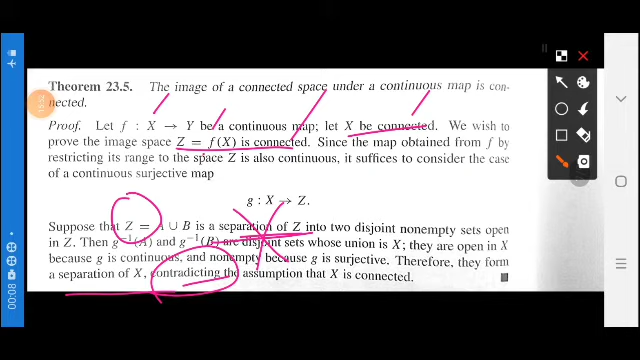 Theorem 23.5. The image of a connected space under a continuous map is con-
nected.
Proof. Let f : X → Y be a continuous map; let X be connected. We wish to
prove the image space Z = f(X) is connected. Since the map obtained from f by
restricting its range to the space Z is also continuous, it suffices to consider the case
of a continuous surjective map
g : X → Z.
Suppose that Z = A ∪ B is a separation of Z into two disjoint nonempty sets open
in Z. Then g⁻¹(A) and g⁻¹(B) are disjoint sets whose union is X; they are open in X
because g is continuous, and nonempty because g is surjective. Therefore, they form
a separation of X, contradicting the assumption that X is connected.
00:08